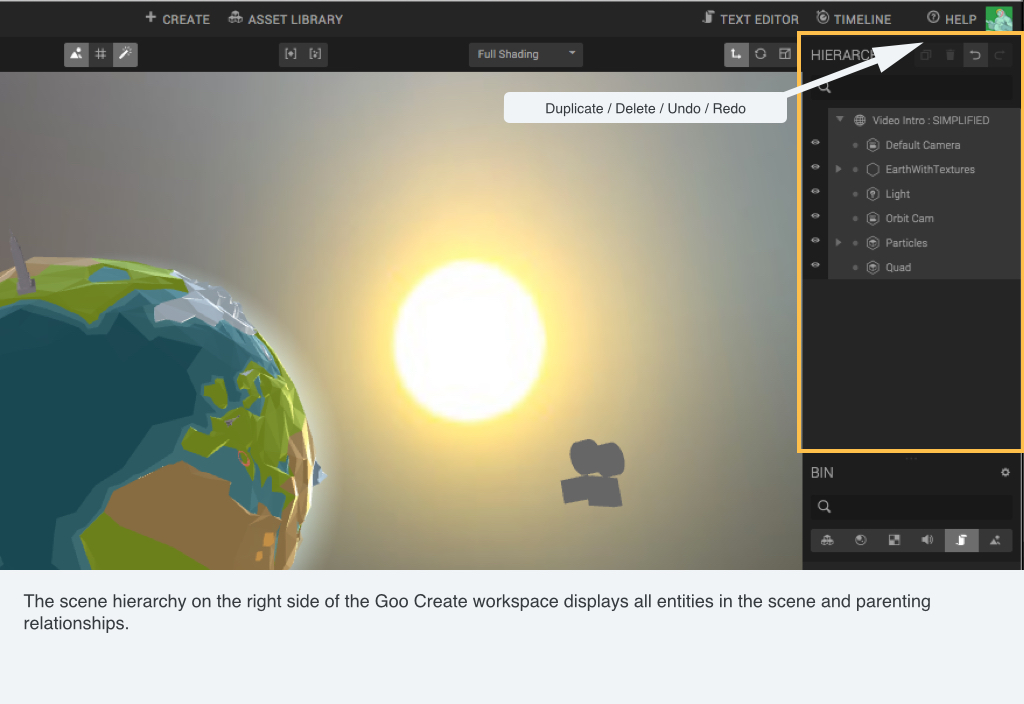 CREATE
ASSET LIBRARY
TEXT EDITOR
TIMELINE
HELP
Full Shading
Duplicate / Delete / Undo / Redo
Video Intro : SIMPLIFIED
Default Camera
EarthWithTextures
Light
Orbit Cam
Particles
Quad
BIN
The scene hierarchy on the right side of the Goo Create workspace displays all entities in the scene and parenting
relationships.